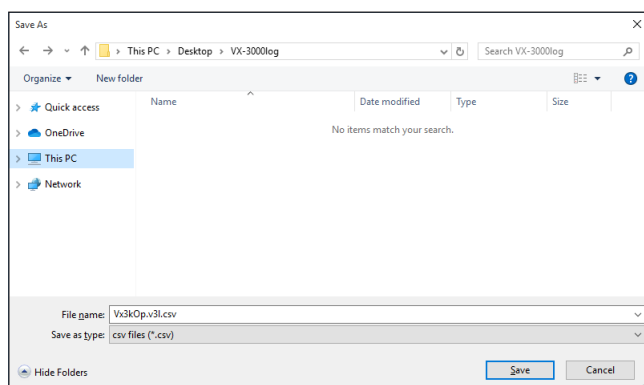 Save As
This PC > Desktop > VX-3000log
Search VX-3000log
Organize
New folder
Name
Date modified
Type
Size
No items match your search.
Quick access
OneDrive
This PC
Network
File name: Vx3kOp.v3l.csv
Save as type: csv files (*.csv)
Hide Folders
Save
Cancel